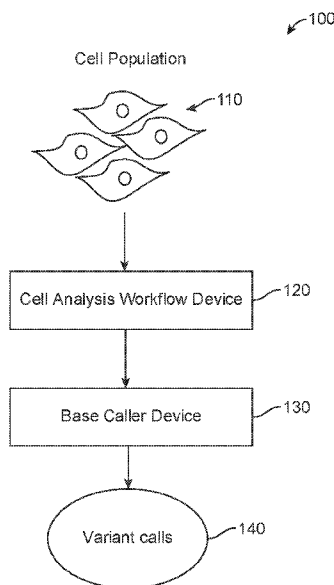 100
Cell Population
110
Cell Analysis Workflow Device
120
Base Caller Device
130
Variant calls
140